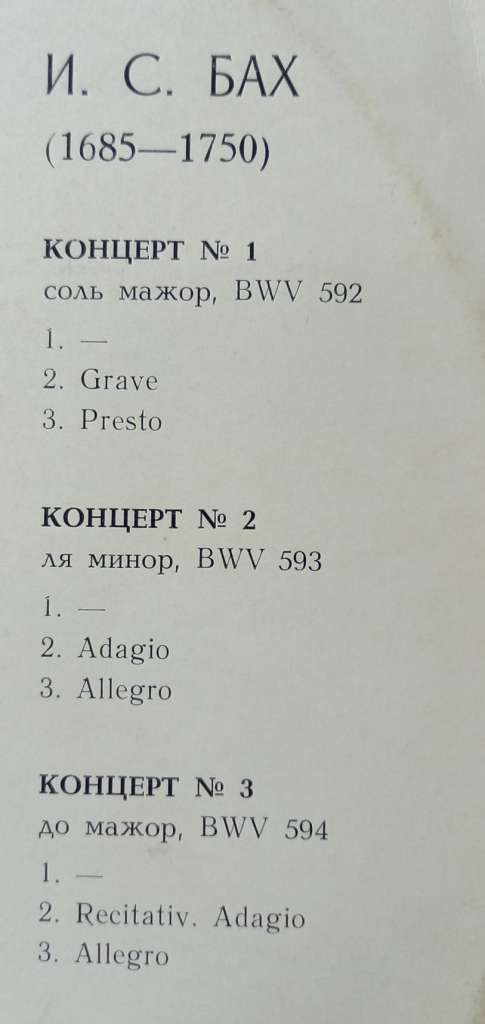 И. С. БАХ
(1685—1750)
КОНЦЕРТ № 1
соль мажор, BWV 592
1. —
2. Grave
3. Presto
КОНЦЕРТ № 2
ля минор, BWV 593
1. —
2. Adagio
3. Allegro
КОНЦЕРТ № 3
до мажор, BWV 594
1. —
2. Recitativ. Adagio
3. Allegro